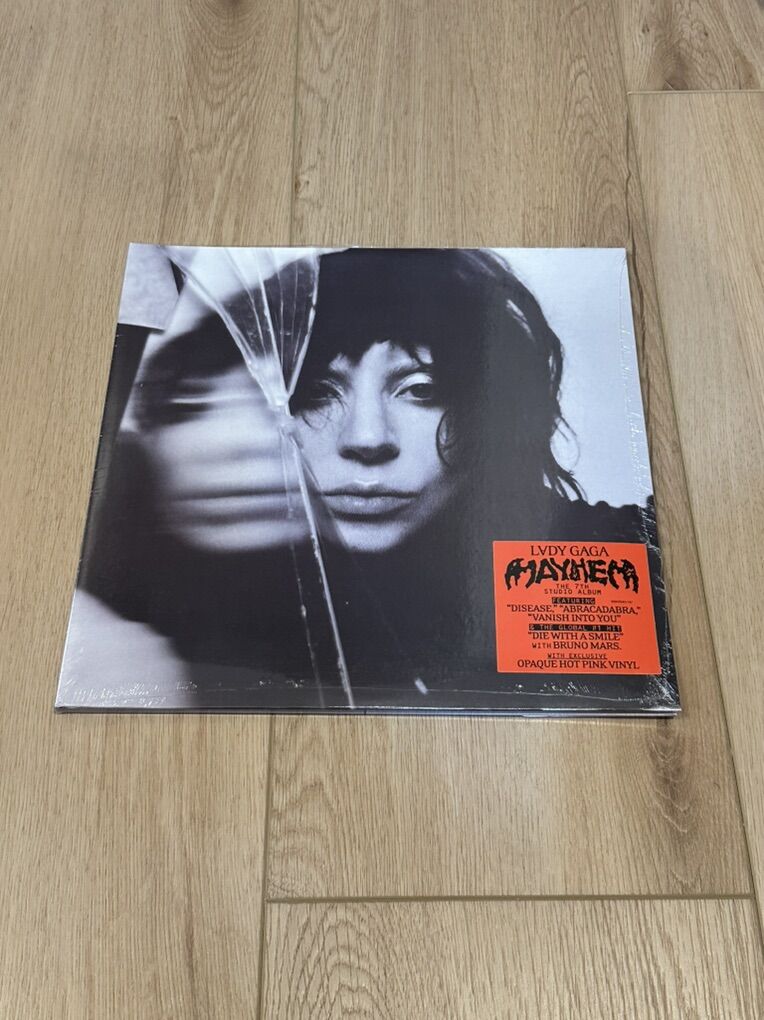 LVDY GAGA
MAYHEM
THE 7TH
STUDIO ALBUM
FEATURING
"DISEASE," "ABRACADABRA,"
"VANISH INTO YOU"
& THE GLOBAL #1 HIT
"DIE WITH A SMILE"
WITH BRUNO MARS.
WITH EXCLUSIVE
OPAQUE HOT PINK VINYL